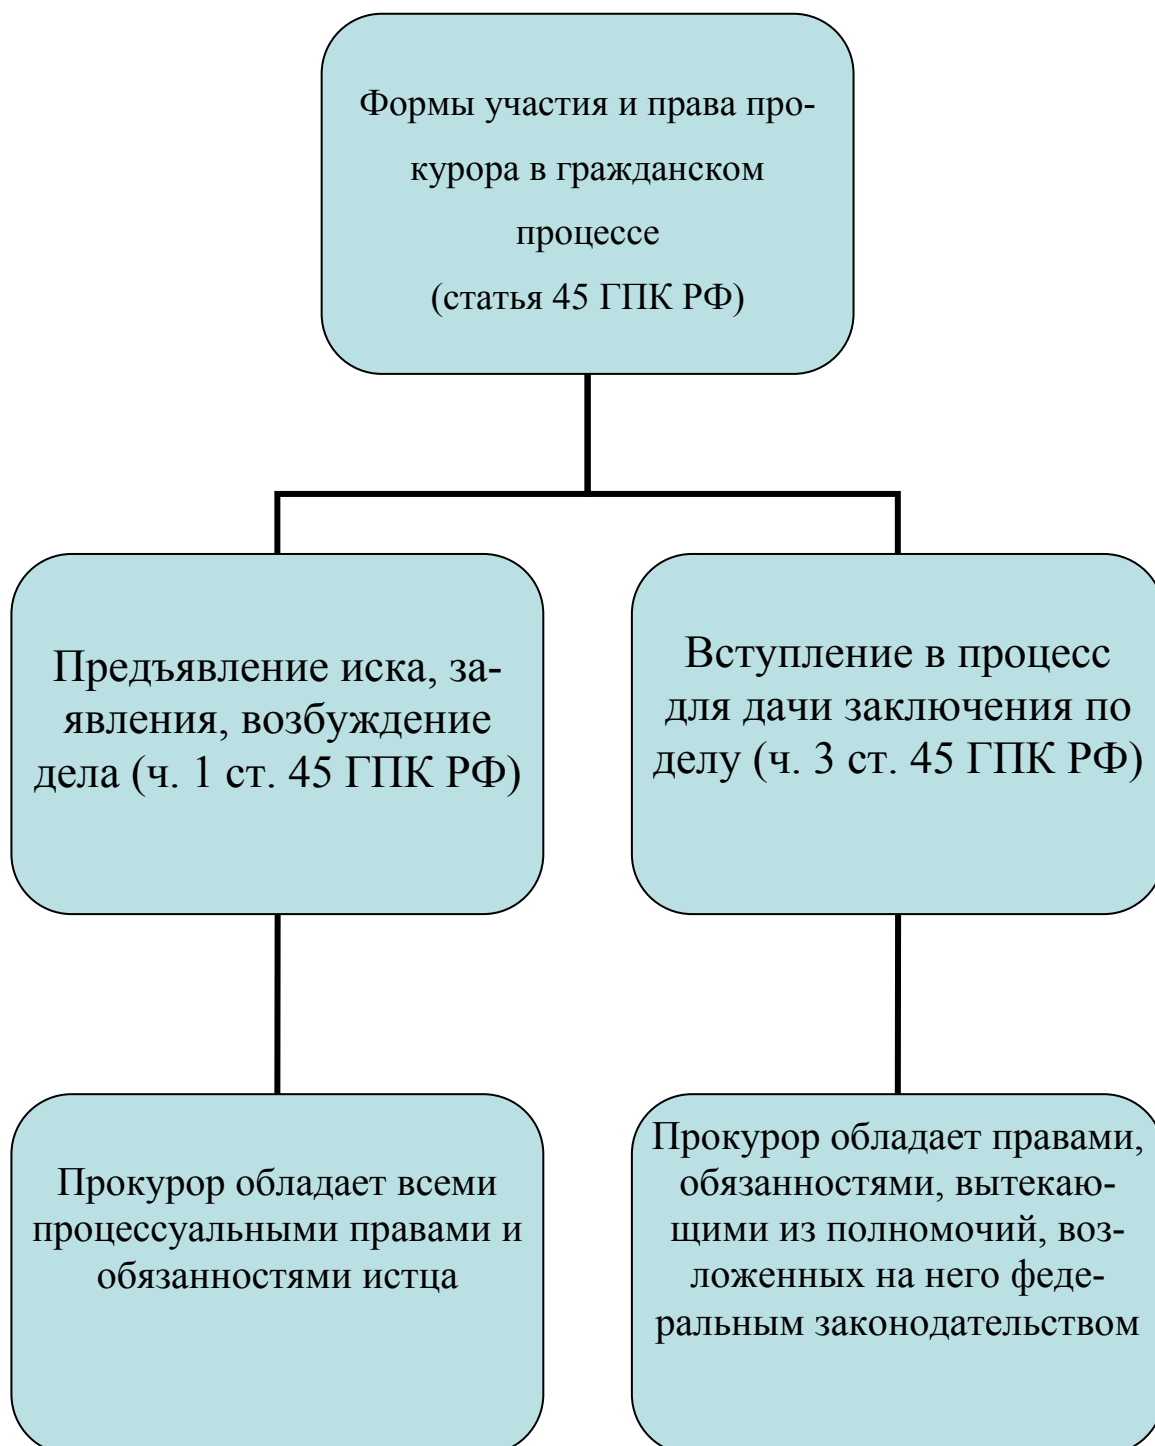 Формы участия и права про-
курора в гражданском
процессе
(статья 45 ГПК РФ)
Предъявление иска, за-
явления, возбуждение
дела (ч. 1 ст. 45 ГПК РФ)
Вступление в процесс
для дачи заключения по
делу (ч. 3 ст. 45 ГПК РФ)
Прокурор обладает всеми
процессуальными правами и
обязанностями истца
Прокурор обладает правами,
обязанностями, вытекаю-
щими из полномочий, воз-
ложенных на него феде-
ральным законодательством